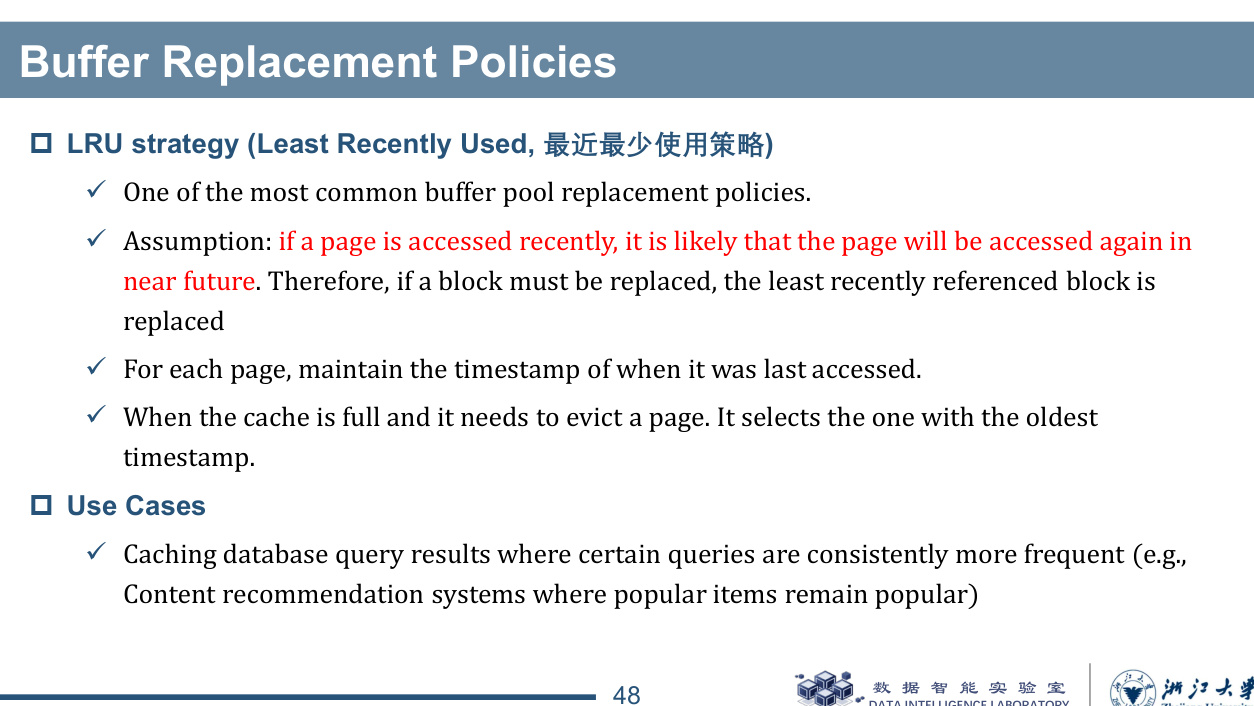 Buffer Replacement Policies
LRU strategy (Least Recently Used, 最近最少使用策略)
One of the most common buffer pool replacement policies.
Assumption: if a page is accessed recently, it is likely that the page will be accessed again in
near future. Therefore, if a block must be replaced, the least recently referenced block is
replaced
For each page, maintain the timestamp of when it was last accessed.
When the cache is full and it needs to evict a page. It selects the one with the oldest
timestamp.
Use Cases
Caching database query results where certain queries are consistently more frequent (e.g.,
Content recommendation systems where popular items remain popular)
48
数据智能实验室
DATA INTELLIGENCE LABORATORY
浙江大学